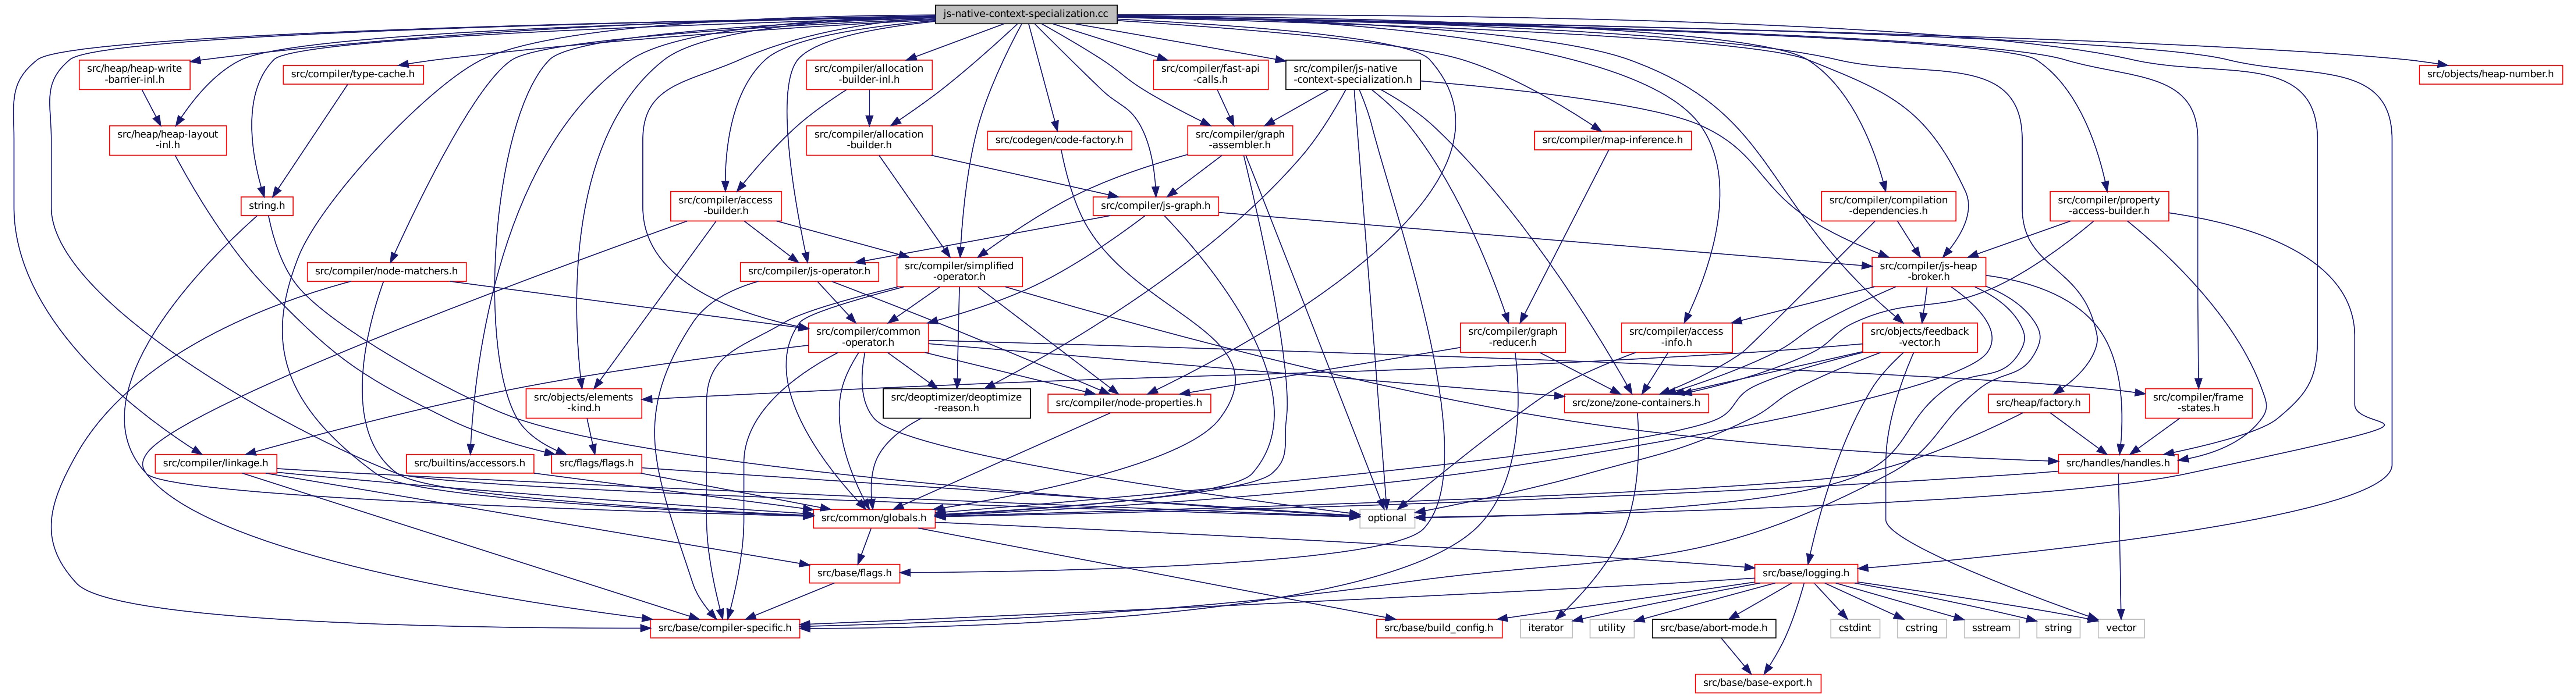 js-native-context-specialization.cc
src/heap/heap-write
-barrier-inl.h
src/compiler/type-cache.h
src/compiler/allocation
-builder-inl.h
src/compiler/fast-api
-calls.h
src/compiler/js-native
-context-specialization.h
src/objects/heap-number.h
src/heap/heap-layout
-inl.h
src/compiler/allocation
-builder.h
src/codegen/code-factory.h
src/compiler/graph
-assembler.h
src/compiler/map-inference.h
string.h
src/compiler/access
-builder.h
src/compiler/js-graph.h
src/compiler/compilation
-dependencies.h
src/compiler/property
-access-builder.h
src/compiler/node-matchers.h
src/compiler/js-operator.h
src/compiler/simplified
-operator.h
src/compiler/js-heap
-broker.h
src/compiler/common
-operator.h
src/compiler/graph
-reducer.h
src/compiler/access
-info.h
src/objects/feedback
-vector.h
src/objects/elements
-kind.h
src/deoptimizer/deoptimize
-reason.h
src/compiler/node-properties.h
src/zone/zone-containers.h
src/heap/factory.h
src/compiler/frame
-states.h
src/compiler/linkage.h
src/builtins/accessors.h
src/flags/flags.h
src/handles/handles.h
src/common/globals.h
optional
src/base/flags.h
src/base/logging.h
src/base/compiler-specific.h
src/base/build_config.h
iterator
utility
src/base/abort-mode.h
cstdint
cstring
sstream
string
vector
src/base/base-export.h